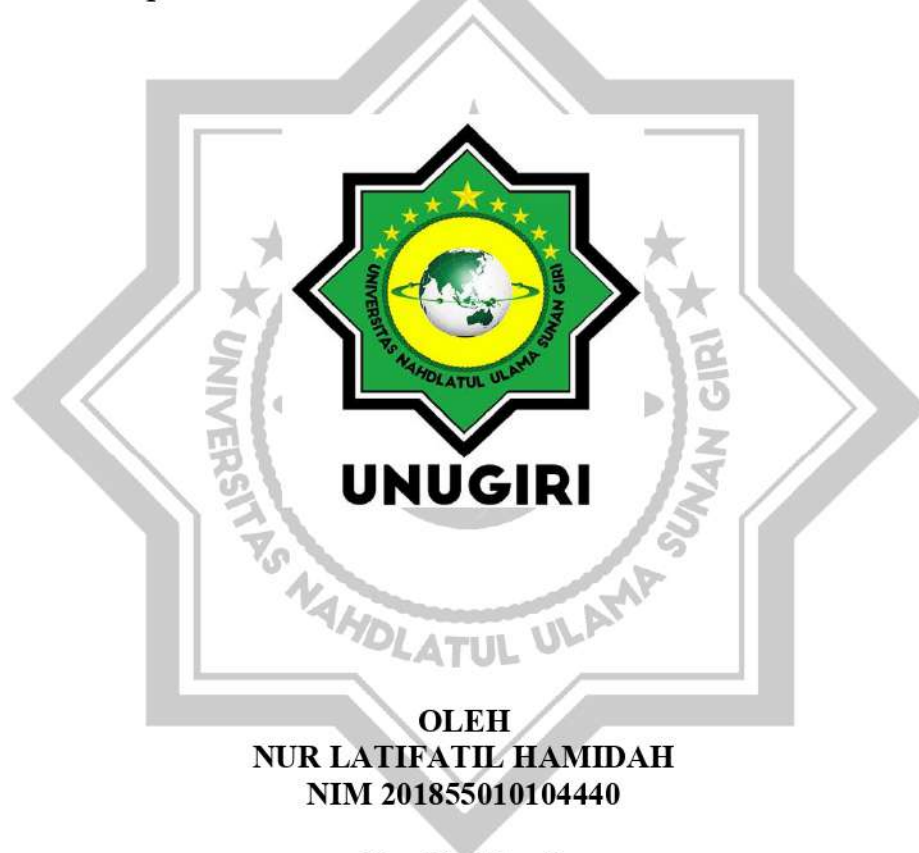 UNIVERSITAS NAHDLATUL ULAMA SUNAN GIRI
UNUGIRI
UNIVERSITAS NAHDLATUL ULAMA SUNAN GIRI
OLEH
NUR LATIFATIL HAMIDAH
NIM 201855010104440